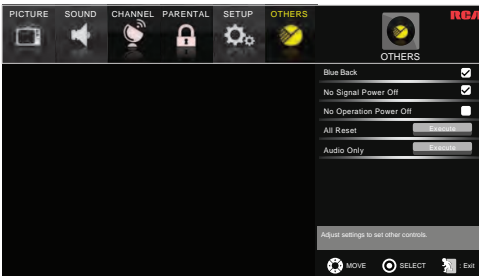 PICTURE SOUND CHANNEL PARENTAL SETUP OTHERS
RCA
OTHERS
Blue Back
No Signal Power Off
No Operation Power Off
All Reset Execute
Audio Only Execute
Adjust settings to set other controls.
MOVE SELECT : Exit